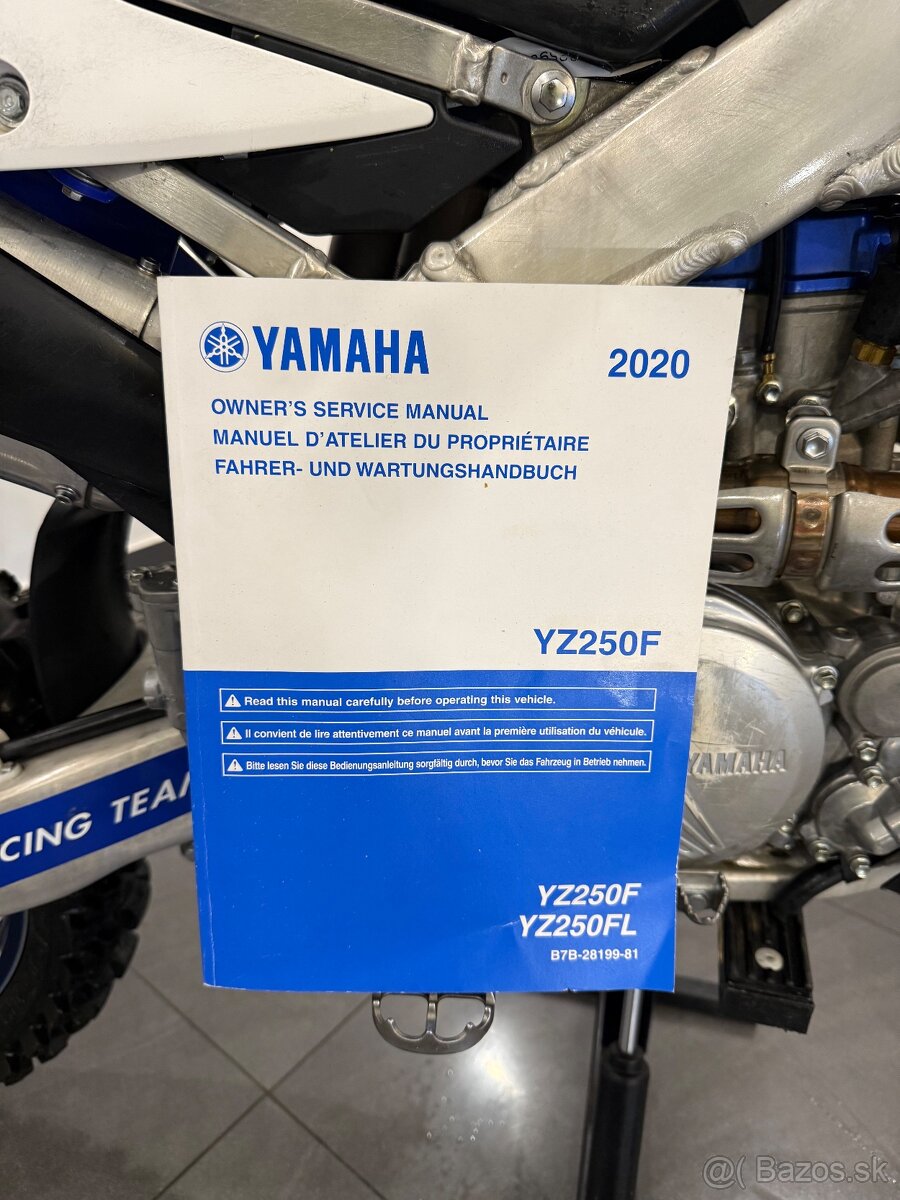 YAMAHA
2020
OWNER'S SERVICE MANUAL
MANUEL D'ATELIER DU PROPRIÉTAIRE
FAHRER- UND WARTUNGSHANDBUCH
YZ250F
Read this manual carefully before operating this vehicle.
Il convient de lire attentivement ce manuel avant la première utilisation du véhicule.
Bitte lesen Sie diese Bedienungsanleitung sorgfältig durch, bevor Sie das Fahrzeug in Betrieb nehmen.
YAMAHA
CING TEA
YZ250F
YZ250FL
B7B-28199-81
@( Bazos.sk